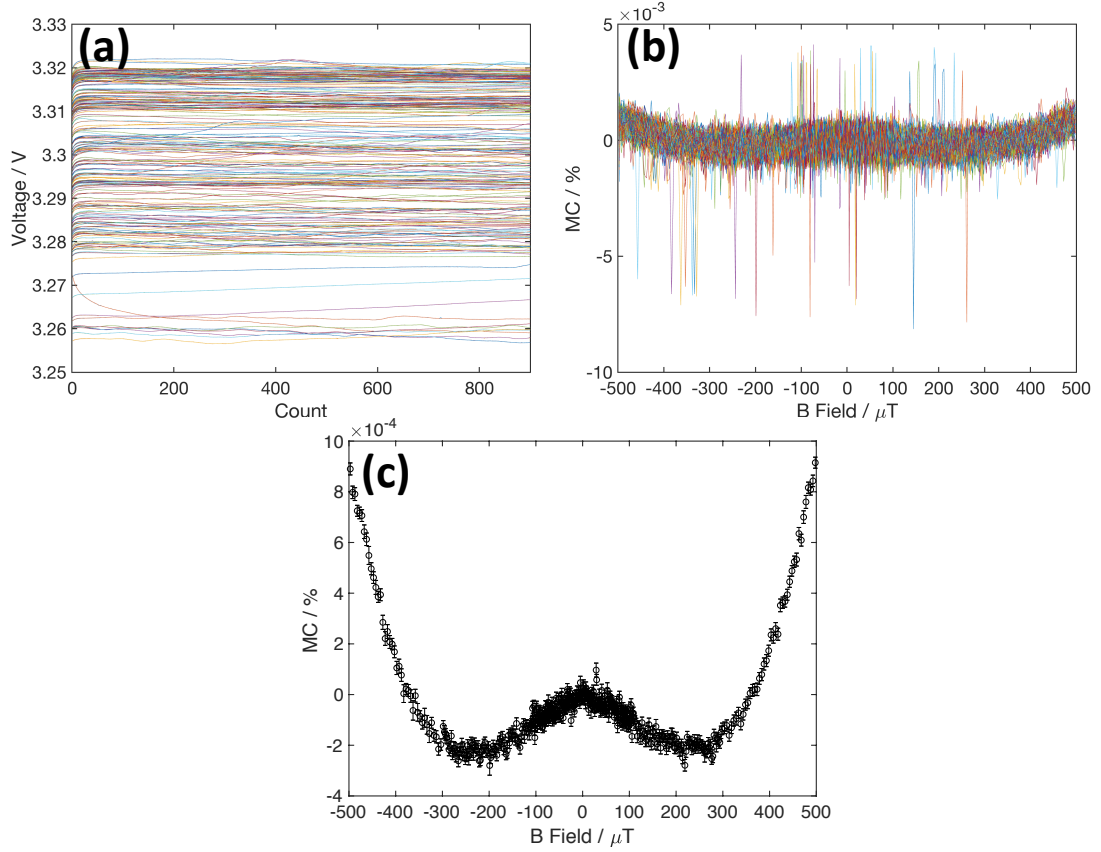 (a)
3.33
3.32
3.31
3.3
3.29
3.28
3.27
3.26
3.25
Voltage / V
0 200 400 600 800
Count
(b)
×10-3
5
0
-5
-10
MC / %
-500 -400 -300 -200 -100 0 100 200 300 400 500
B Field / μT
(c)
×10-4
10
8
6
4
2
0
-2
-4
MC / %
-500 -400 -300 -200 -100 0 100 200 300 400 500
B Field / μT